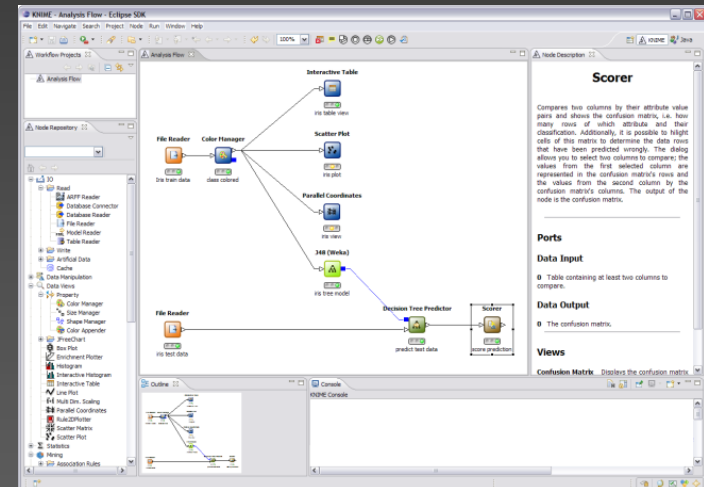 KNIME - Analysis Flow - Eclipse SDK
File Edit Navigate Search Project Node Run Window Help
100%
KNIME Java
Workflow Projects
Analysis Flow
Node Repository
IO
Read
ARFF Reader
Database Connector
Database Reader
File Reader
Model Reader
Table Reader
Write
Artificial Data
Cache
Data Manipulation
Data Views
Property
Color Manager
Size Manager
Shape Manager
Color Appender
JFreeChart
Box Plot
Enrichment Plotter
Histogram
Interactive Histogram
Interactive Table
Line Plot
Multi Dim. Scaling
Parallel Coordinates
Rule2DPlotter
Scatter Matrix
Scatter Plot
Statistics
Mining
Association Rules
Analysis Flow
Interactive Table
iris table view
File Reader
Iris train data
Color Manager
class colored
Scatter Plot
iris plot
Parallel Coordinates
iris view
J48 (Weka)
iris tree model
File Reader
iris test data
Decision Tree Predictor
predict test data
Scorer
score prediction
Outline
Console
KNIME Console
Node Description
Scorer
Compares two columns by their attribute value
pairs and shows the confusion matrix, i.e. how
many rows of which attribute and their
classification. Additionally, it is possible to hilight
cells of this matrix to determine the data rows
that have been predicted wrongly. The dialog
allows you to select two columns to compare; the
values from the first selected column are
represented in the confusion matrix's rows and
the values from the second column by the
confusion matrix's columns. The output of the
node is the confusion matrix.
Ports
Data Input
0 Table containing at least two columns to
compare.
Data Output
0 The confusion matrix.
Views
Confusion Matrix Displays the confusion matrix